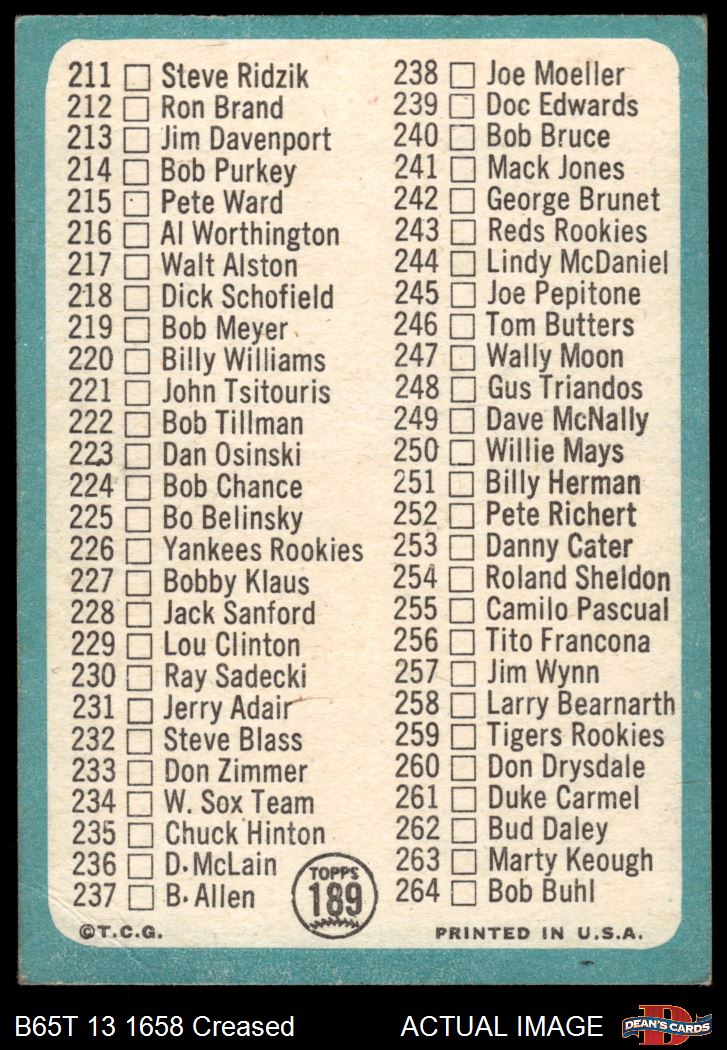 211 Steve Ridzik
212 Ron Brand
213 Jim Davenport
214 Bob Purkey
215 Pete Ward
216 Al Worthington
217 Walt Alston
218 Dick Schofield
219 Bob Meyer
220 Billy Williams
221 John Tsitouris
222 Bob Tillman
223 Dan Osinski
224 Bob Chance
225 Bo Belinsky
226 Yankees Rookies
227 Bobby Klaus
228 Jack Sanford
229 Lou Clinton
230 Ray Sadecki
231 Jerry Adair
232 Steve Blass
233 Don Zimmer
234 W. Sox Team
235 Chuck Hinton
236 D. McLain
237 B. Allen
238 Joe Moeller
239 Doc Edwards
240 Bob Bruce
241 Mack Jones
242 George Brunet
243 Reds Rookies
244 Lindy McDaniel
245 Joe Pepitone
246 Tom Butters
247 Wally Moon
248 Gus Triandos
249 Dave McNally
250 Willie Mays
251 Billy Herman
252 Pete Richert
253 Danny Cater
254 Roland Sheldon
255 Camilo Pascual
256 Tito Francona
257 Jim Wynn
258 Larry Bearnarth
259 Tigers Rookies
260 Don Drysdale
261 Duke Carmel
262 Bud Daley
263 Marty Keough
264 Bob Buhl
TOPPS
189
©T.C.G.
PRINTED IN U.S.A.
B65T 13 1658 Creased
ACTUAL IMAGE
D
DEAN'S CARDS